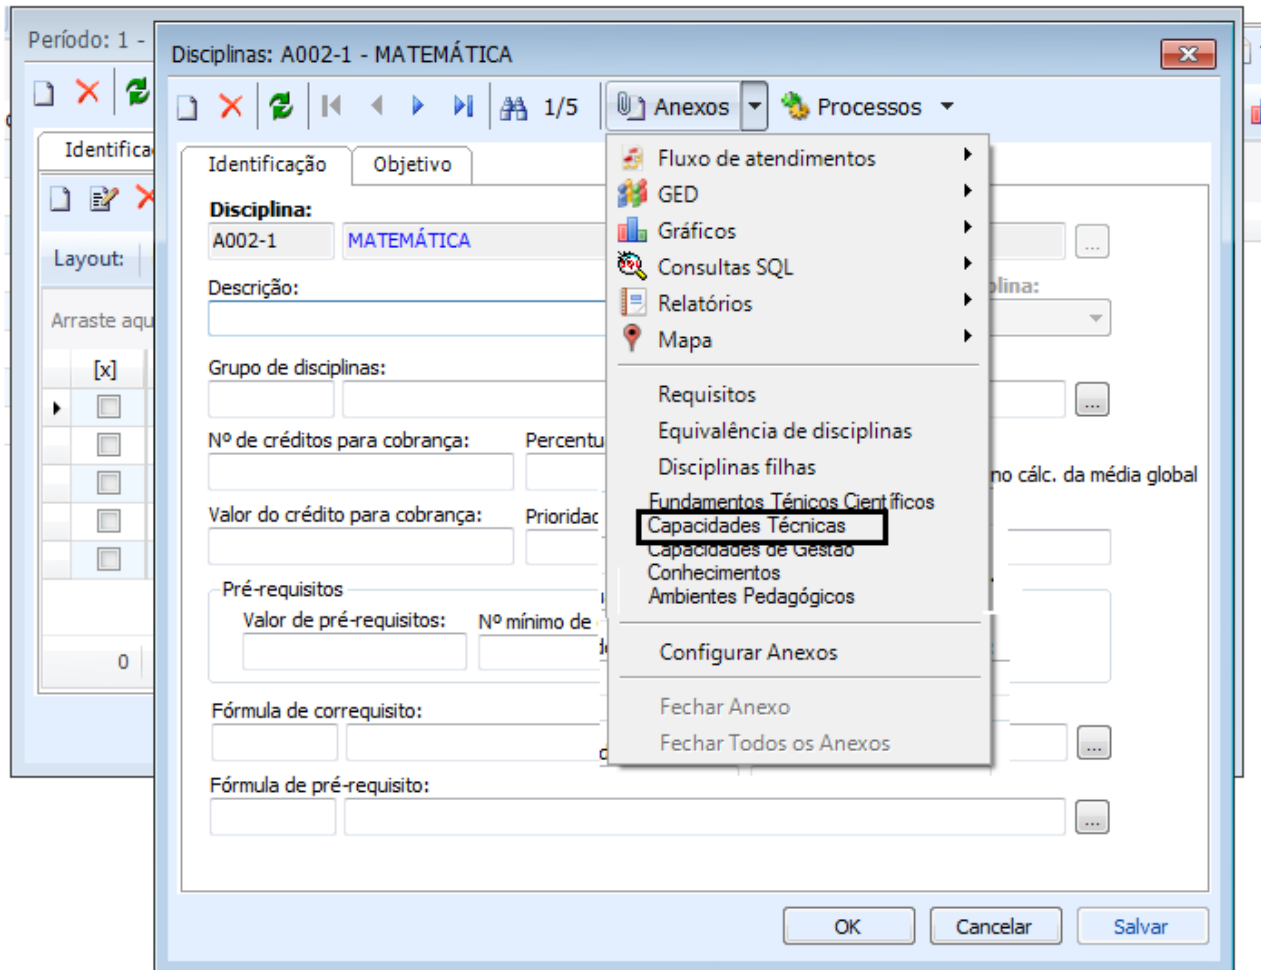 Período: 1 -
Disciplinas: A002-1 - MATEMÁTICA
1/5
Anexos
Processos
Identifica
Identificação
Objetivo
Fluxo de atendimentos
GED
Gráficos
Consultas SQL
Relatórios
Mapa
Disciplina:
A002-1
MATEMÁTICA
...
Layout:
Descrição:
plina:
Arraste aqu
[x]
Grupo de disciplinas:
...
Requisitos
Equivalência de disciplinas
Disciplinas filhas
Nº de créditos para cobrança:
Percentu
no cálc. da média global
Fundamentos Ténicos Científicos
Capacidades Técnicas
Capacidades de Gestão
Conhecimentos
Ambientes Pedagógicos
Valor do crédito para cobrança:
Prioridad
Pré-requisitos
Valor de pré-requisitos:
Nº mínimo de
0
Configurar Anexos
Fechar Anexo
Fechar Todos os Anexos
Fórmula de correquisito:
...
Fórmula de pré-requisito:
...
OK
Cancelar
Salvar